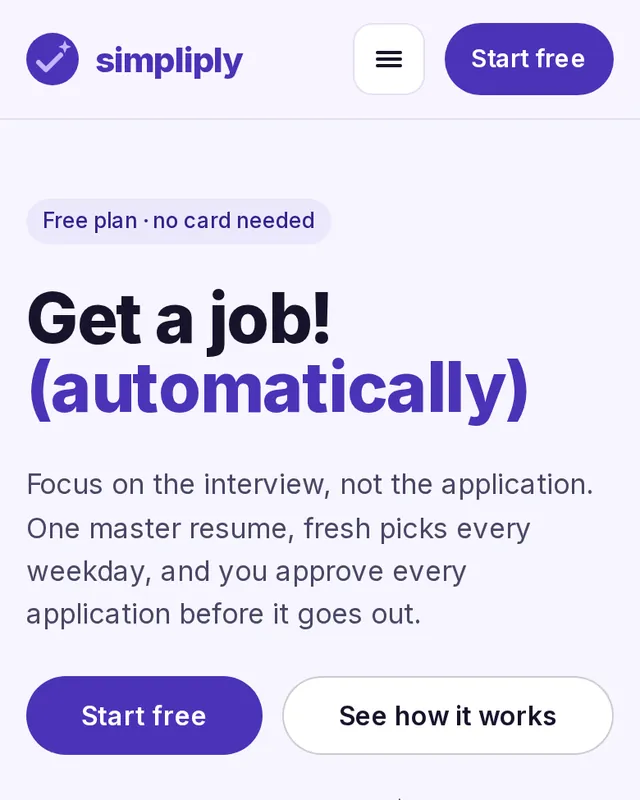 simpliply
Start free
Free plan · no card needed
Get a job!
(automatically)
Focus on the interview, not the application.
One master resume, fresh picks every
weekday, and you approve every
application before it goes out.
Start free
See how it works